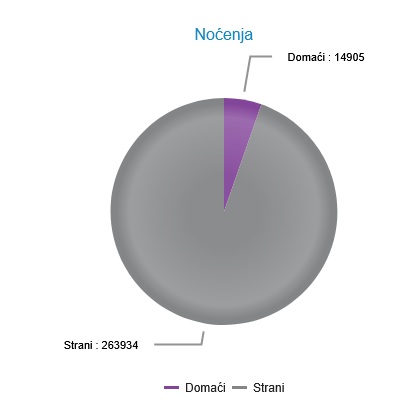 Noćenja
Domaći : 14905
Strani : 263934
Domaći Strani